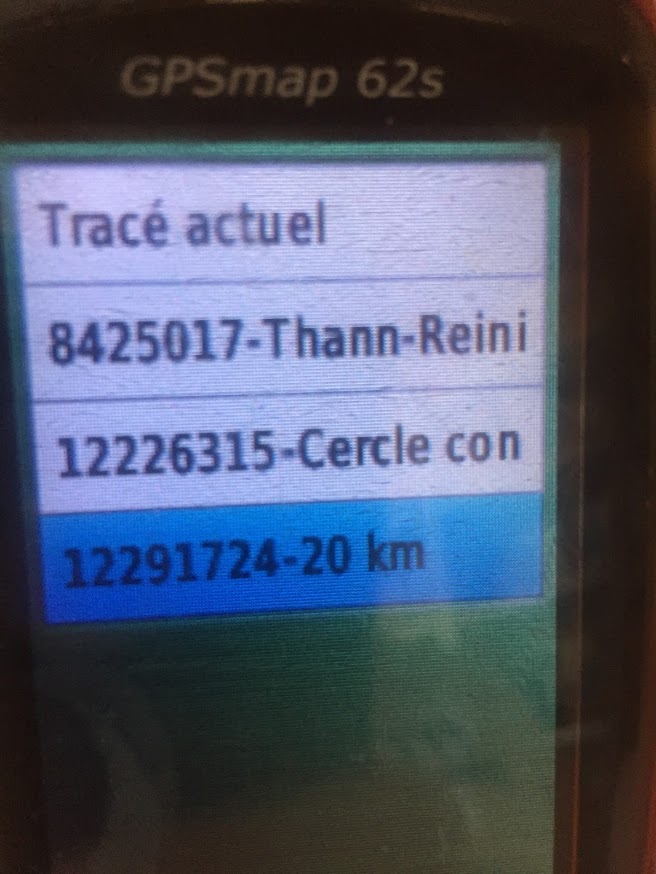 GPSmap 62s
Tracé actuel
8425017-Thann-Reini
12226315-Cercle con
12291724-20 km